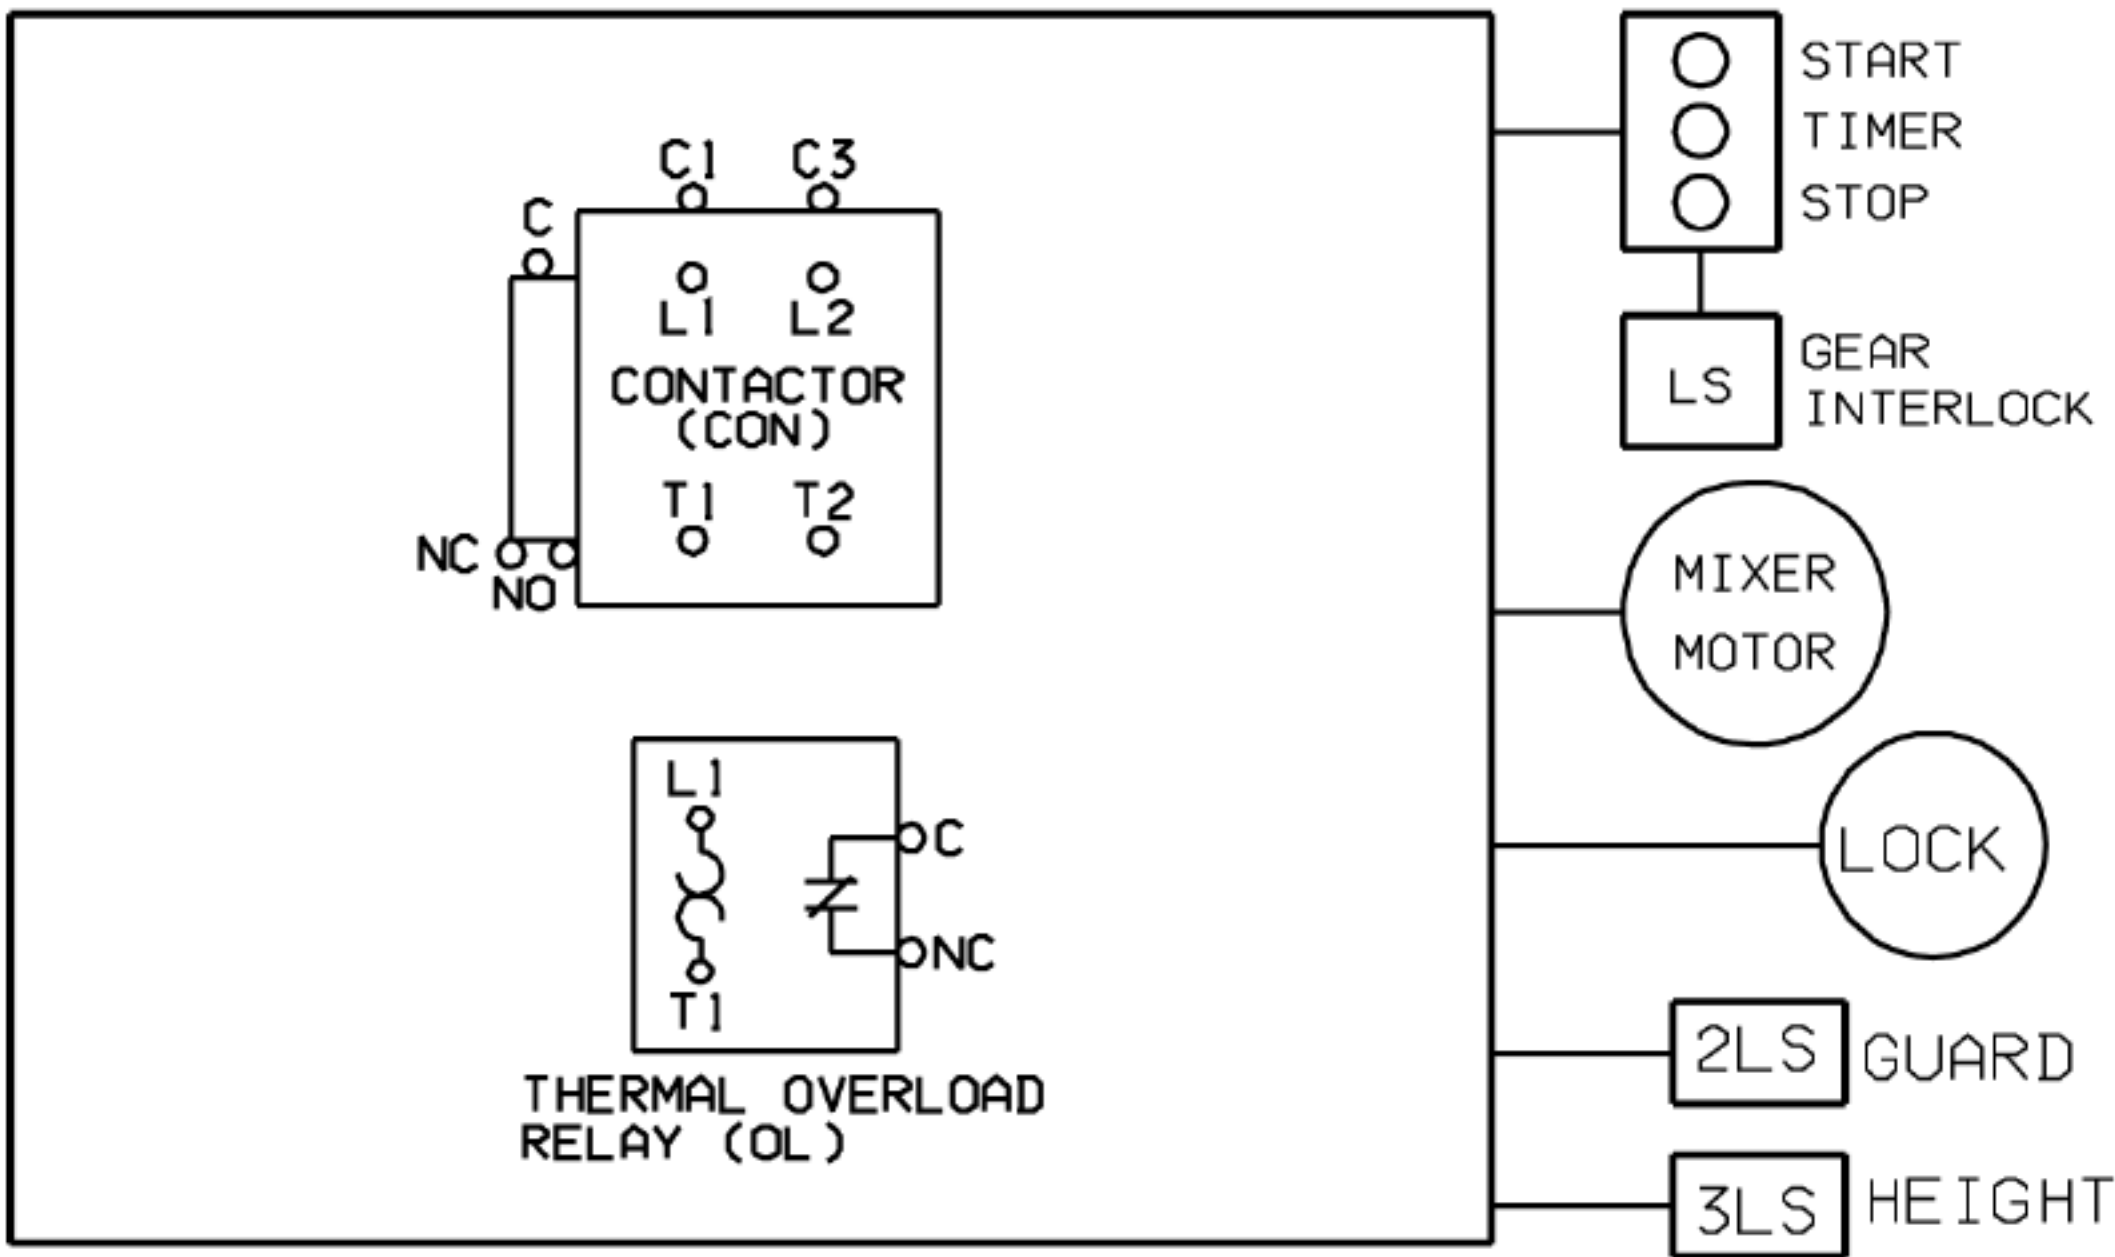 C1 C3
C
L1 L2
CONTACTOR
(CON)
T1 T2
NC
NO
L1
C
NC
T1
THERMAL OVERLOAD
RELAY (OL)
START
TIMER
STOP
LS
GEAR
INTERLOCK
MIXER
MOTOR
LOCK
2LS GUARD
3LS HEIGHT